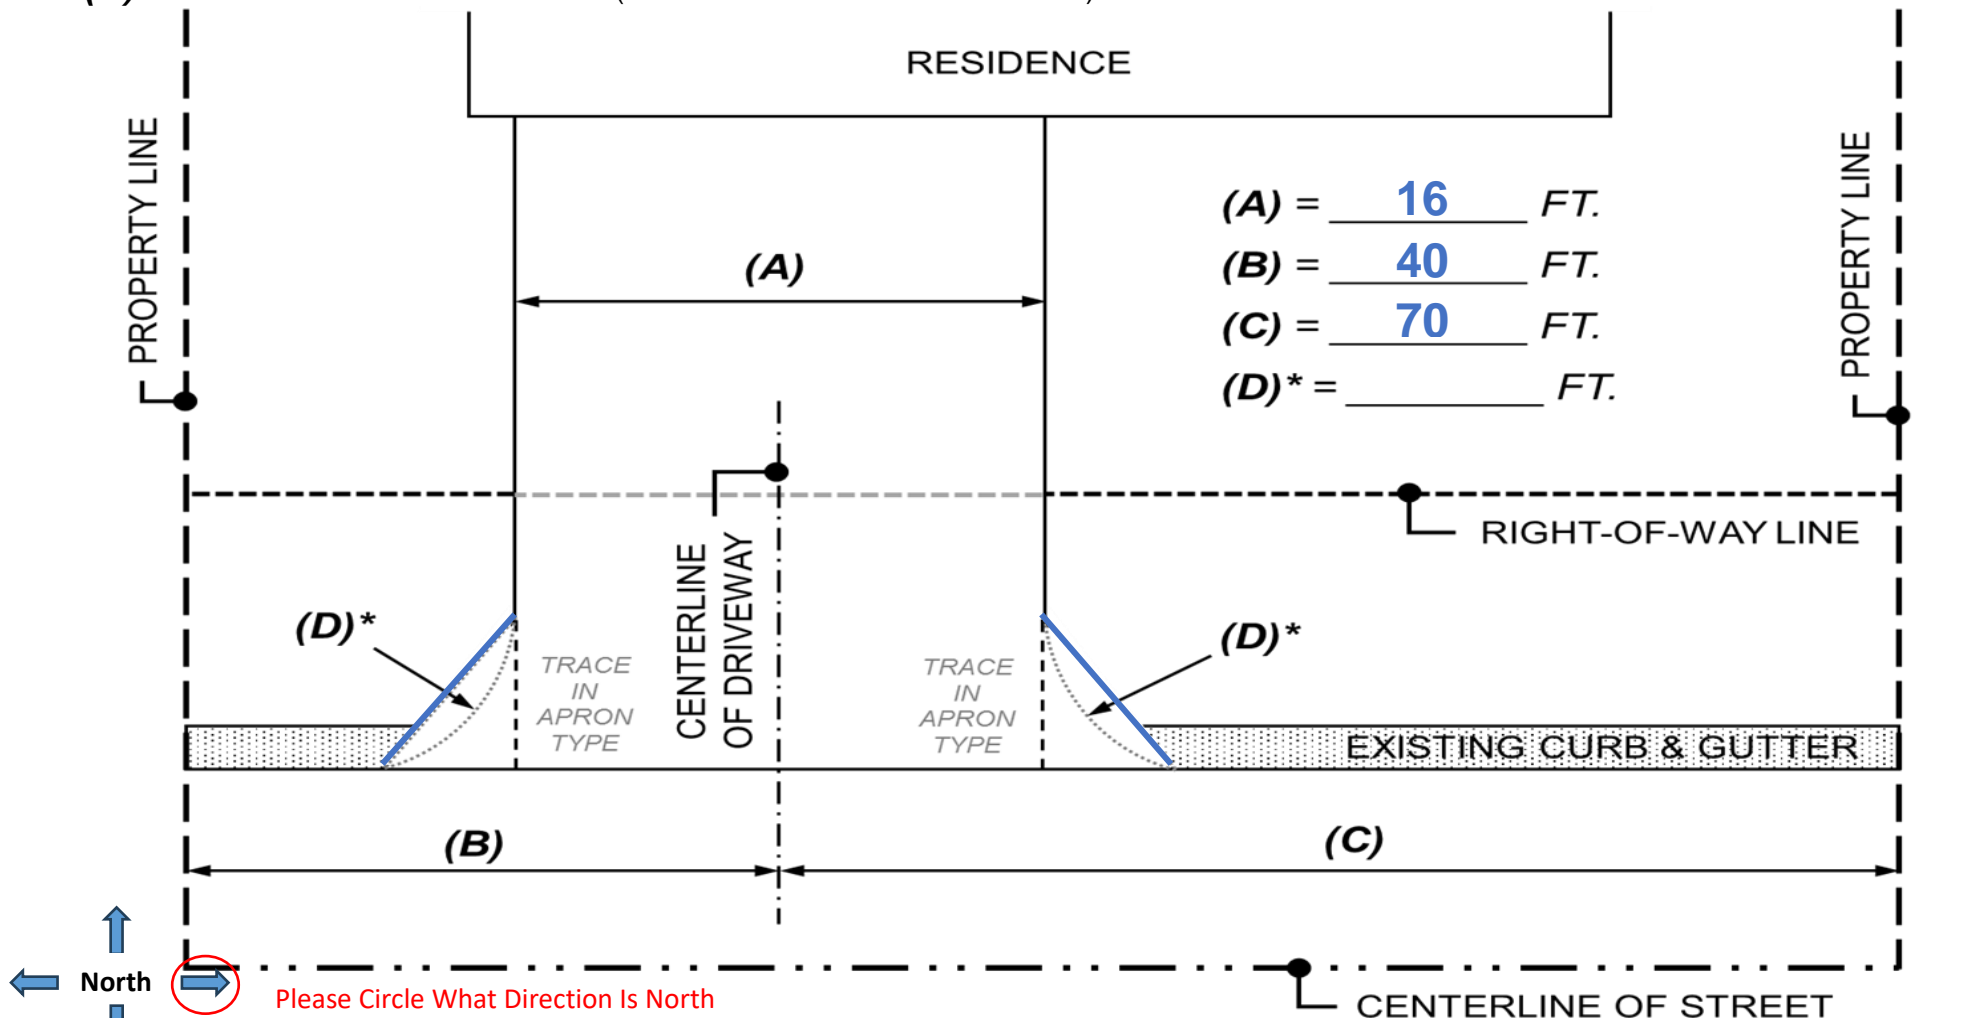 RESIDENCE
PROPERTY LINE
PROPERTY LINE
(A) = 16 FT.
(B) = 40 FT.
(C) = 70 FT.
(D)* = ________ FT.
(A)
RIGHT-OF-WAY LINE
CENTERLINE
OF DRIVEWAY
(D)*
(D)*
TRACE
IN
APRON
TYPE
TRACE
IN
APRON
TYPE
EXISTING CURB & GUTTER
(B)
(C)
North
Please Circle What Direction Is North
CENTERLINE OF STREET